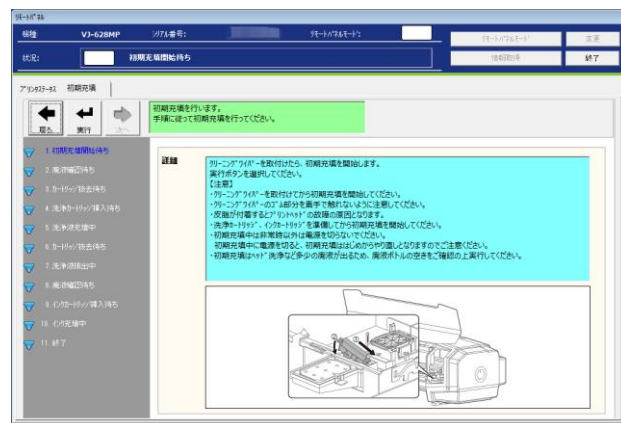 リモートパネル
機種: VJ-628MP シリアル番号: リモートパネルモード: リモートパネルモード 変更
状況: 初期充填開始待ち 情報取得 終了
プリンタステータス 初期充填
戻る 実行 次へ
初期充填を行います。
手順に従って初期充填を行ってください。
1. 初期充填開始待ち
2. 廃液確認待ち
3. カートリッジ除去待ち
4. 洗浄カートリッジ挿入待ち
5. 洗浄液充填中
6. カートリッジ除去待ち
7. 洗浄液排出中
8. 廃液確認待ち
9. インクカートリッジ挿入待ち
10. インク充填中
11. 終了
詳細
クリーニングワイパーを取付けたら、初期充填を開始します。
実行ボタンを選択してください。
【注意】
・クリーニングワイパーを取付けてから初期充填を開始してください。
・クリーニングワイパーのゴム部分を素手で触れないように注意してください。
・皮脂が付着するとプリントヘッドの故障の原因となります。
・洗浄カートリッジ、インクカートリッジを準備してから初期充填を開始してください。
・初期充填中は非常時以外は電源を切らないでください。
初期充填中に電源を切ると、初期充填ははじめからやり直しとなりますのでご注意ください。
・初期充填はヘッド洗浄など多少の廃液が出るため、廃液ボトルの空きをご確認の上実行してください。